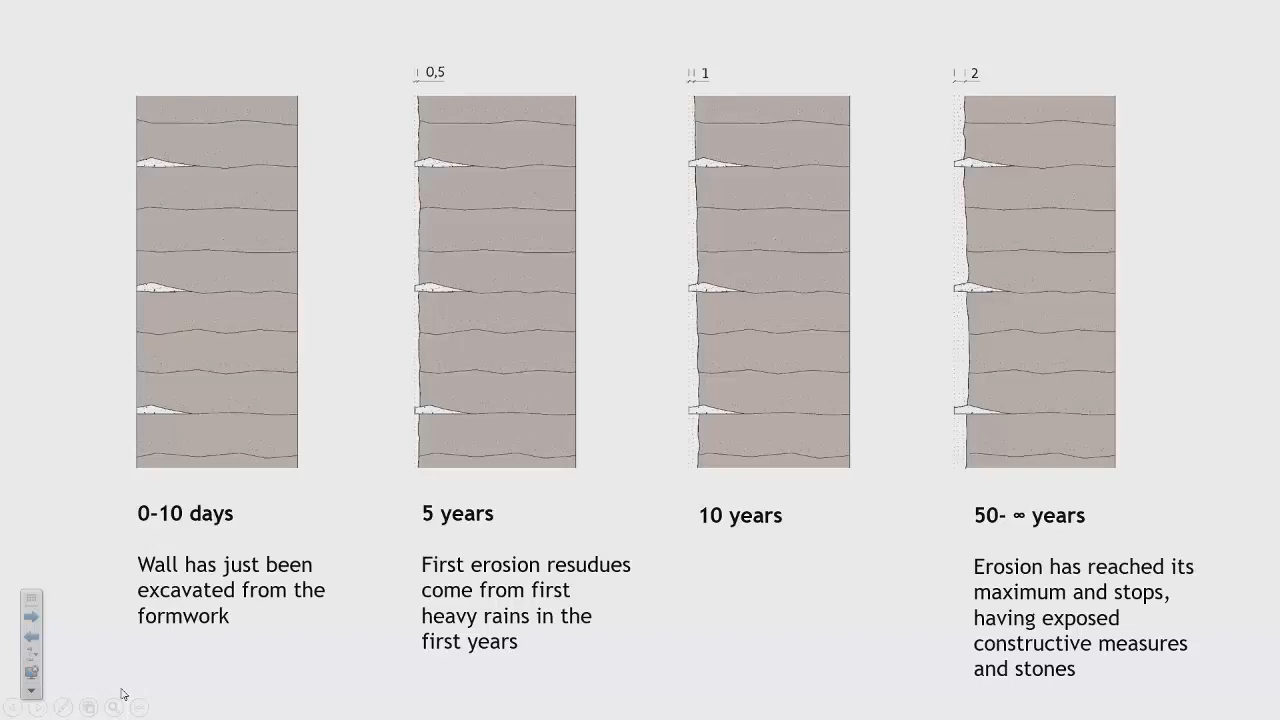 0,5
1
2
0-10 days
Wall has just been
excavated from the
formwork
5 years
First erosion resudues
come from first
heavy rains in the
first years
10 years
50- ∞ years
Erosion has reached its
maximum and stops,
having exposed
constructive measures
and stones